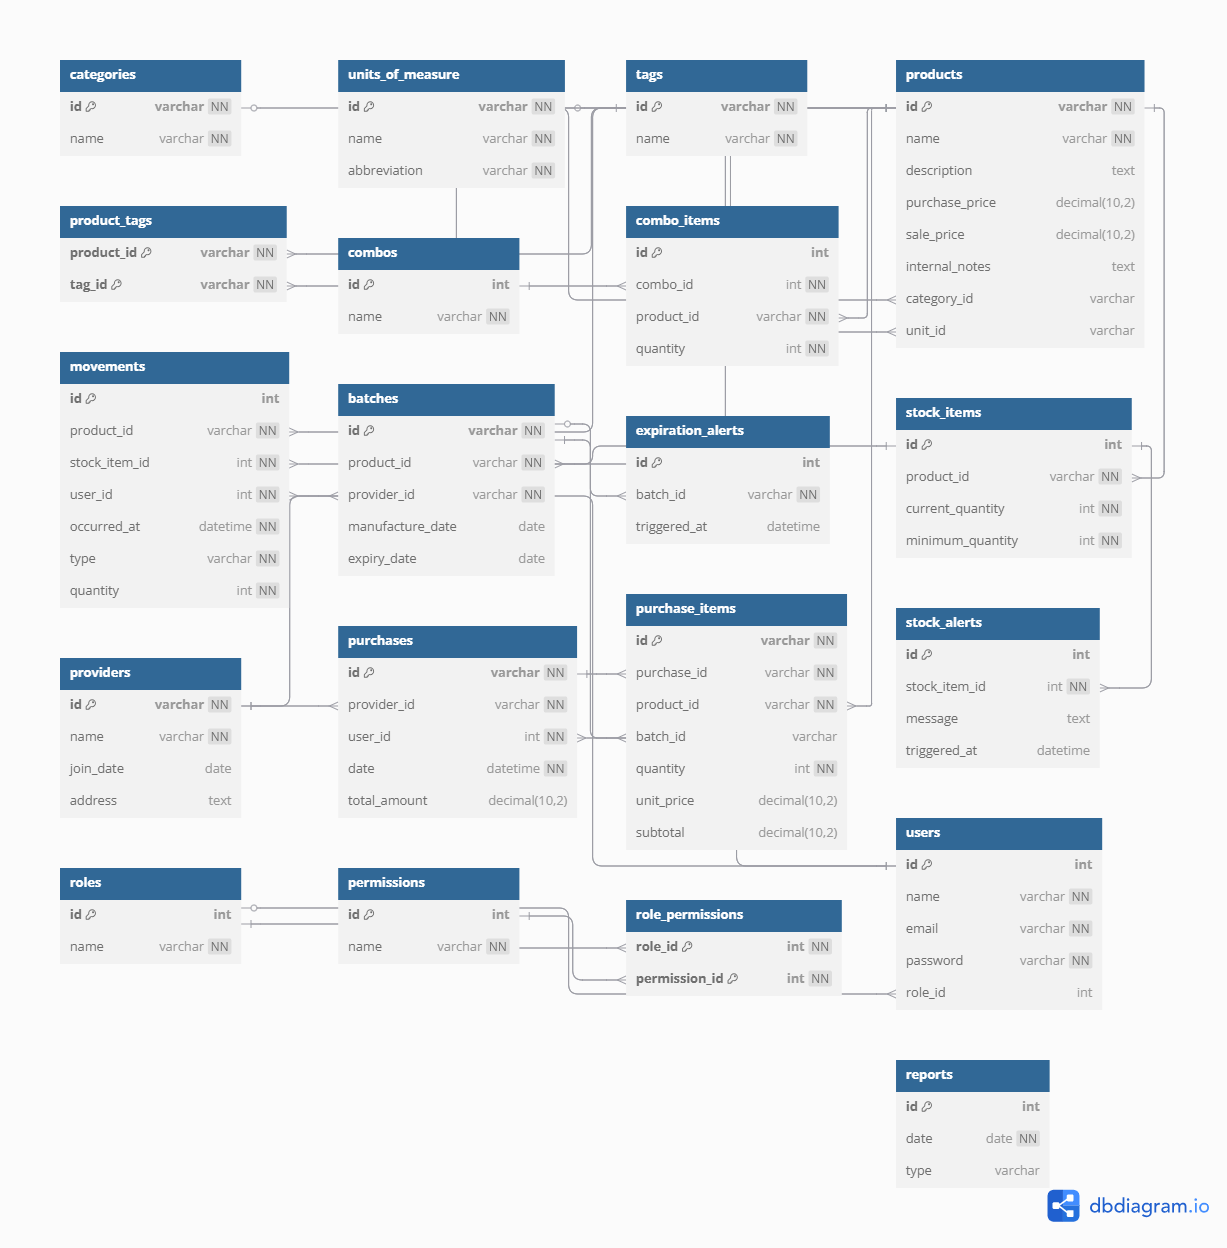 categories
id varchar NN
name varchar NN
units_of_measure
id varchar NN
name varchar NN
abbreviation varchar NN
tags
id varchar NN
name varchar NN
products
id varchar NN
name varchar NN
description text
purchase_price decimal(10,2)
sale_price decimal(10,2)
internal_notes text
category_id varchar
unit_id varchar
product_tags
product_id varchar NN
tag_id varchar NN
combos
id int
name varchar NN
combo_items
id int
combo_id int NN
product_id varchar NN
quantity int NN
movements
id int
product_id varchar NN
stock_item_id int NN
user_id int NN
occurred_at datetime NN
type varchar NN
quantity int NN
batches
id varchar NN
product_id varchar NN
provider_id varchar NN
manufacture_date date
expiry_date date
expiration_alerts
id int
batch_id varchar NN
triggered_at datetime
stock_items
id int
product_id varchar NN
current_quantity int NN
minimum_quantity int NN
providers
id varchar NN
name varchar NN
join_date date
address text
purchases
id varchar NN
provider_id varchar NN
user_id int NN
date datetime NN
total_amount decimal(10,2)
purchase_items
id varchar NN
purchase_id varchar NN
product_id varchar NN
batch_id varchar
quantity int NN
unit_price decimal(10,2)
subtotal decimal(10,2)
stock_alerts
id int
stock_item_id int NN
message text
triggered_at datetime
roles
id int
name varchar NN
permissions
id int
name varchar NN
role_permissions
role_id int NN
permission_id int NN
users
id int
name varchar NN
email varchar NN
password varchar NN
role_id int
reports
id int
date date NN
type varchar
dbdiagram.io